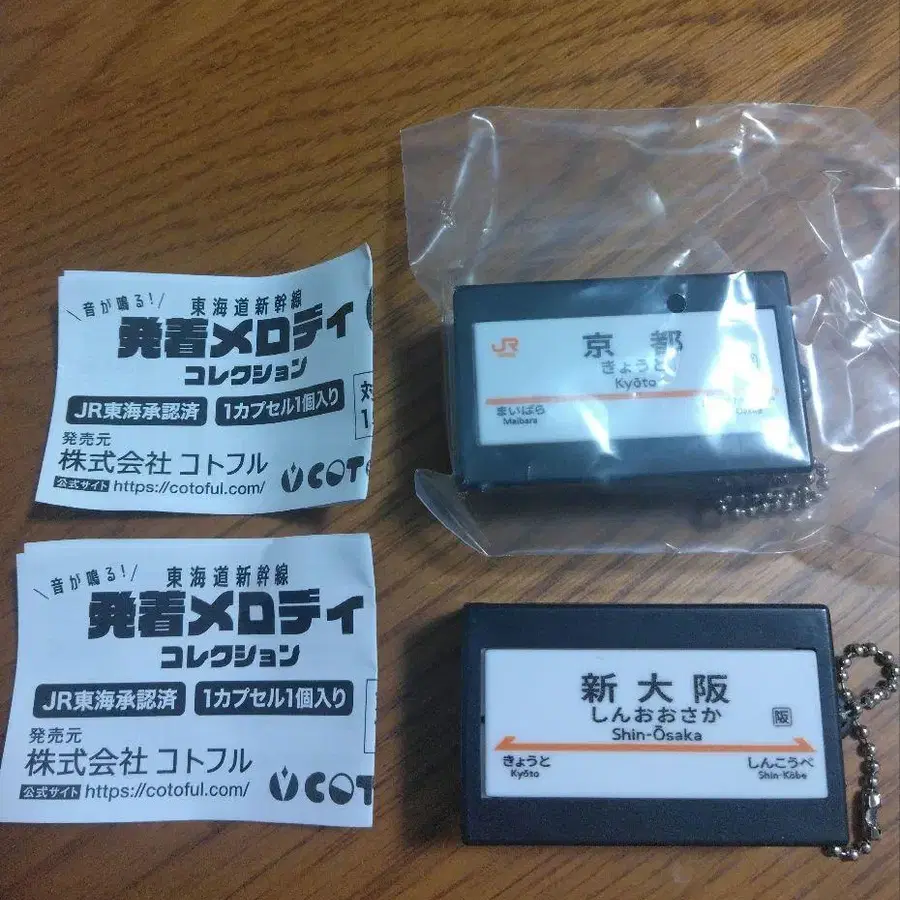 音が鳴る!
東海道新幹線
発着メロディ
コレクション
JR東海承認済
1カプセル1個入り
発売元
株式会社 コトフル
公式サイト https://cotoful.com/
COT
音が鳴る!
東海道新幹線
発着メロディ
コレクション
JR東海承認済
1カプセル1個入り
発売元
株式会社 コトフル
公式サイト https://cotoful.com/
COT
JR
京都
きょうと
Kyōto
まいばら
Maibara
新大阪
しんおおさか
阪
Shin-Ōsaka
きょうと
しんこうべ
Kyōto
Shin-Kōbe